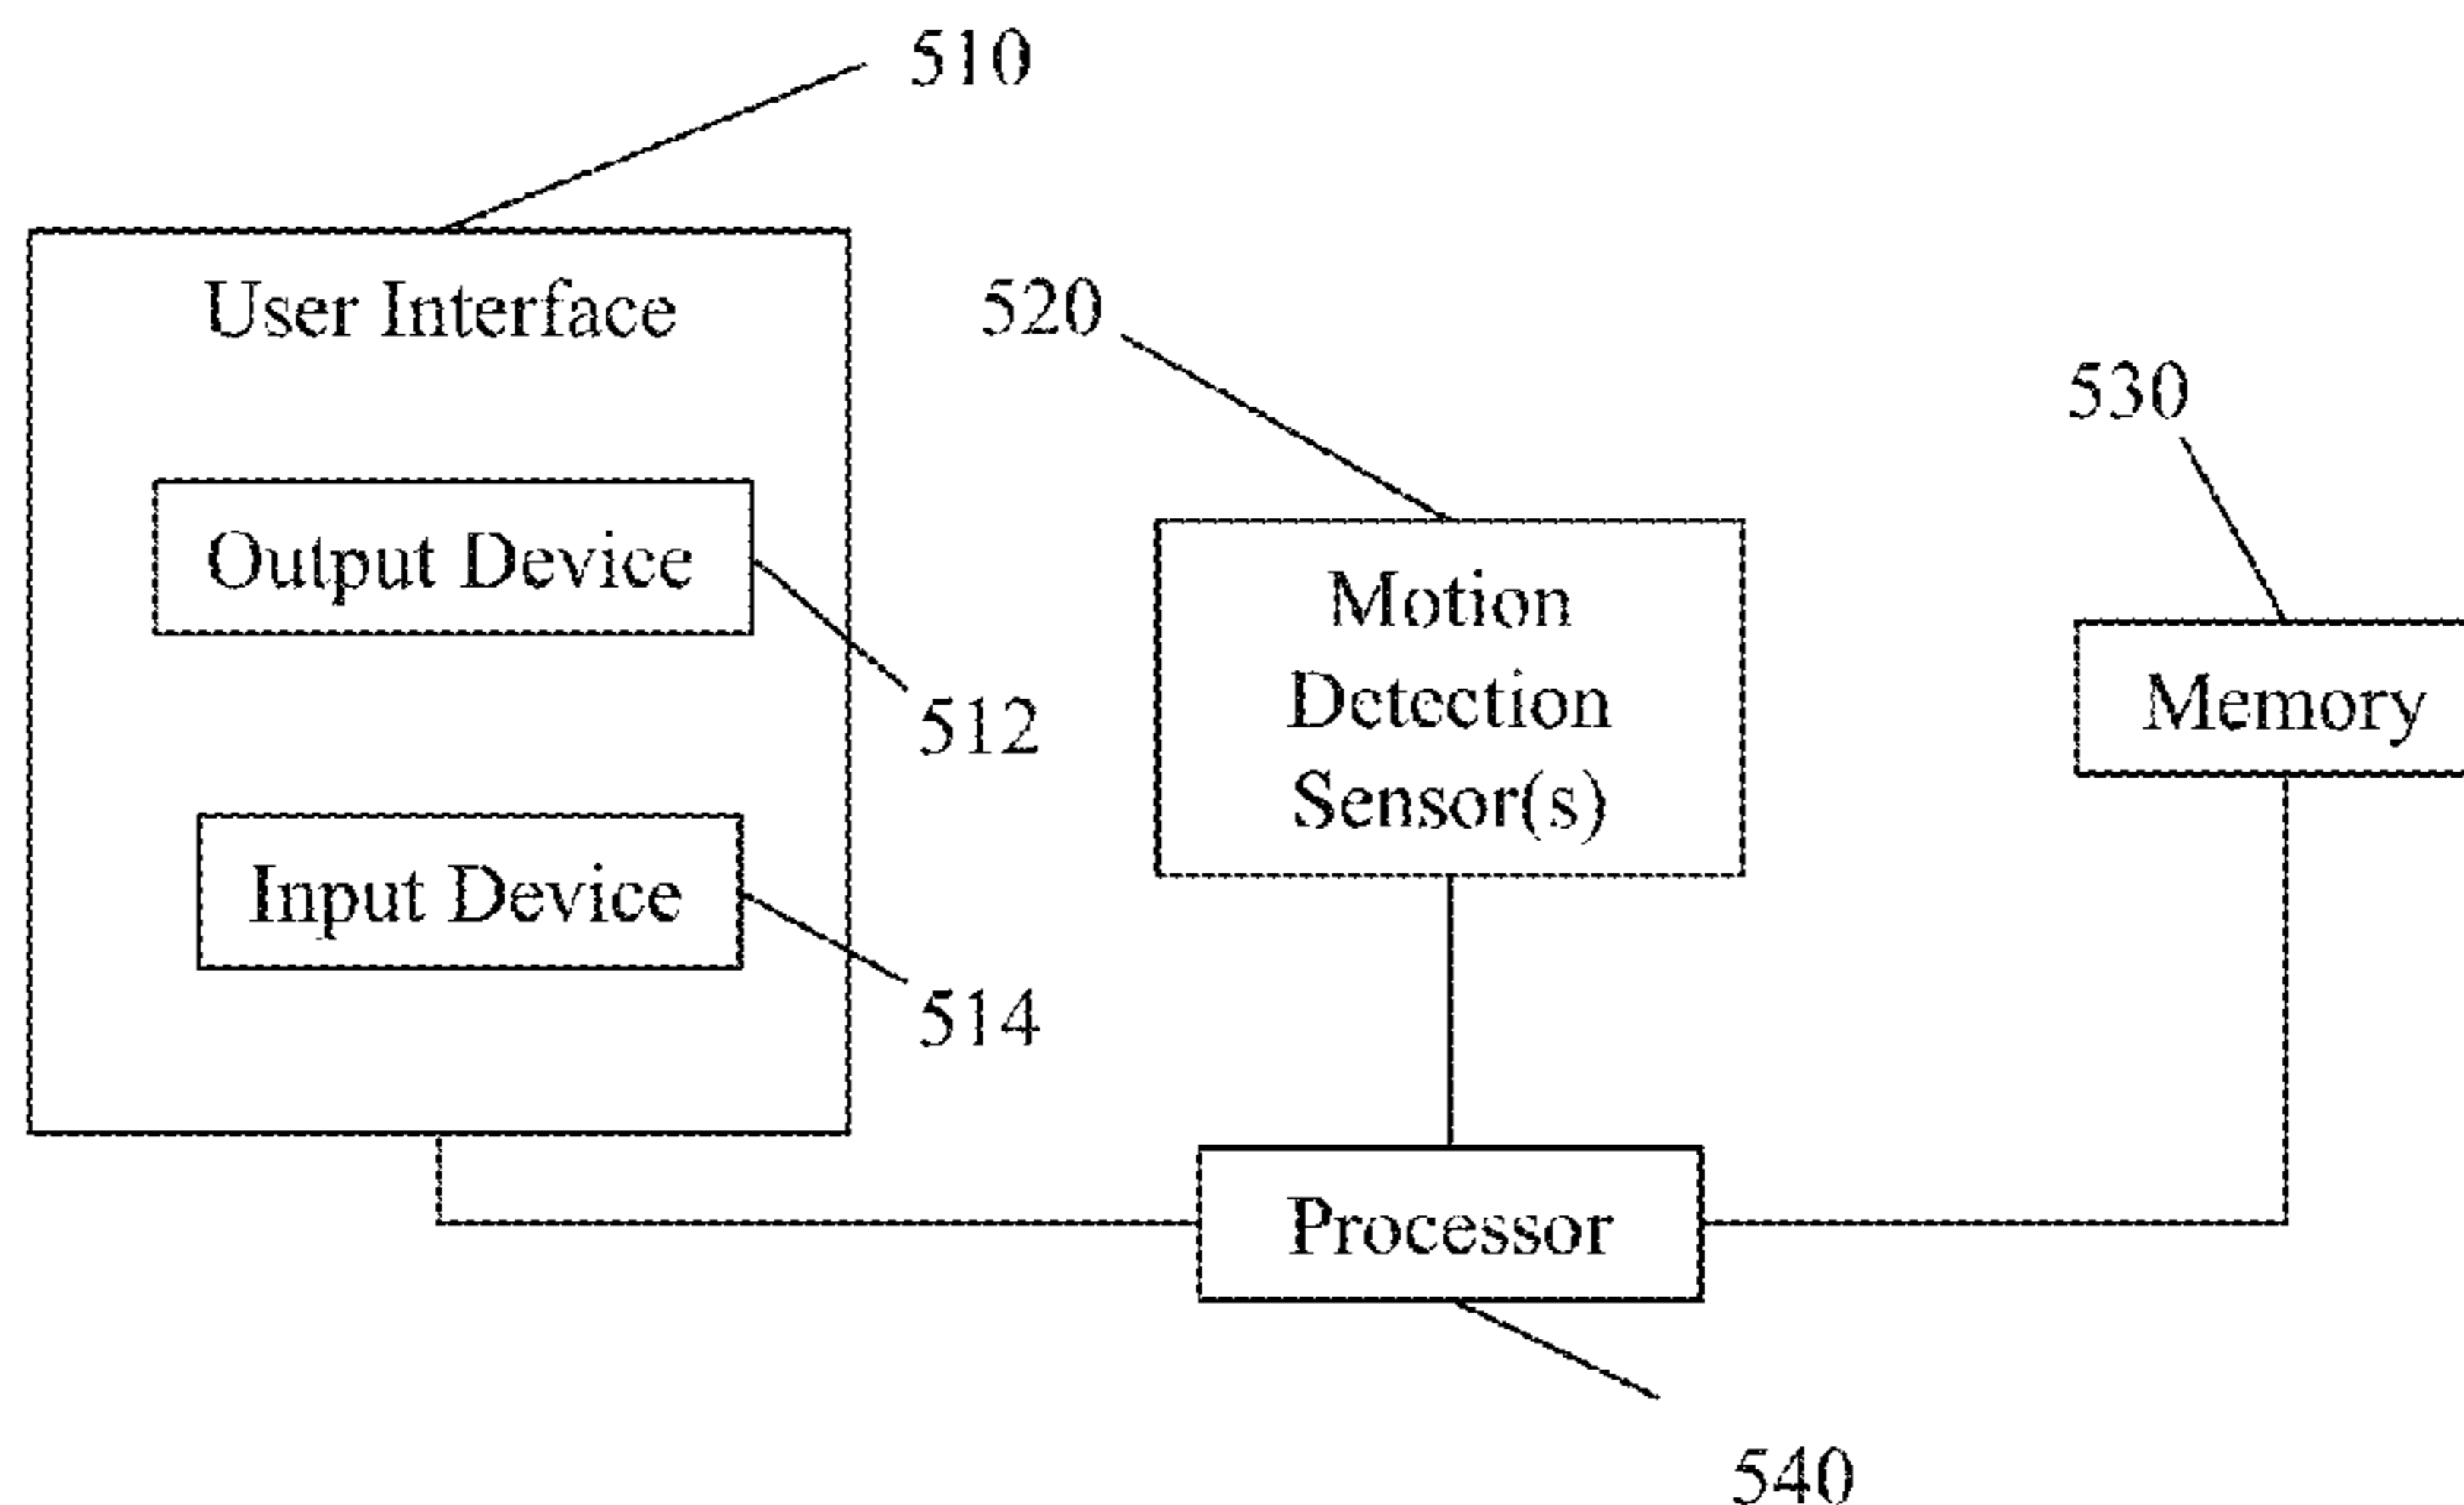 510
User Interface
520
530
Output Device
Motion
Detection
Sensor(s)
Memory
512
Input Device
514
Processor
540